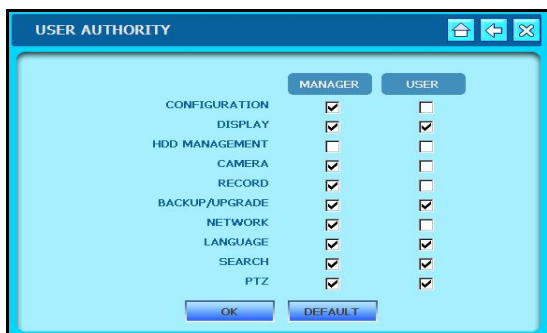 USER AUTHORITY
MANAGER USER
CONFIGURATION
DISPLAY
HDD MANAGEMENT
CAMERA
RECORD
BACKUP/UPGRADE
NETWORK
LANGUAGE
SEARCH
PTZ
OK DEFAULT